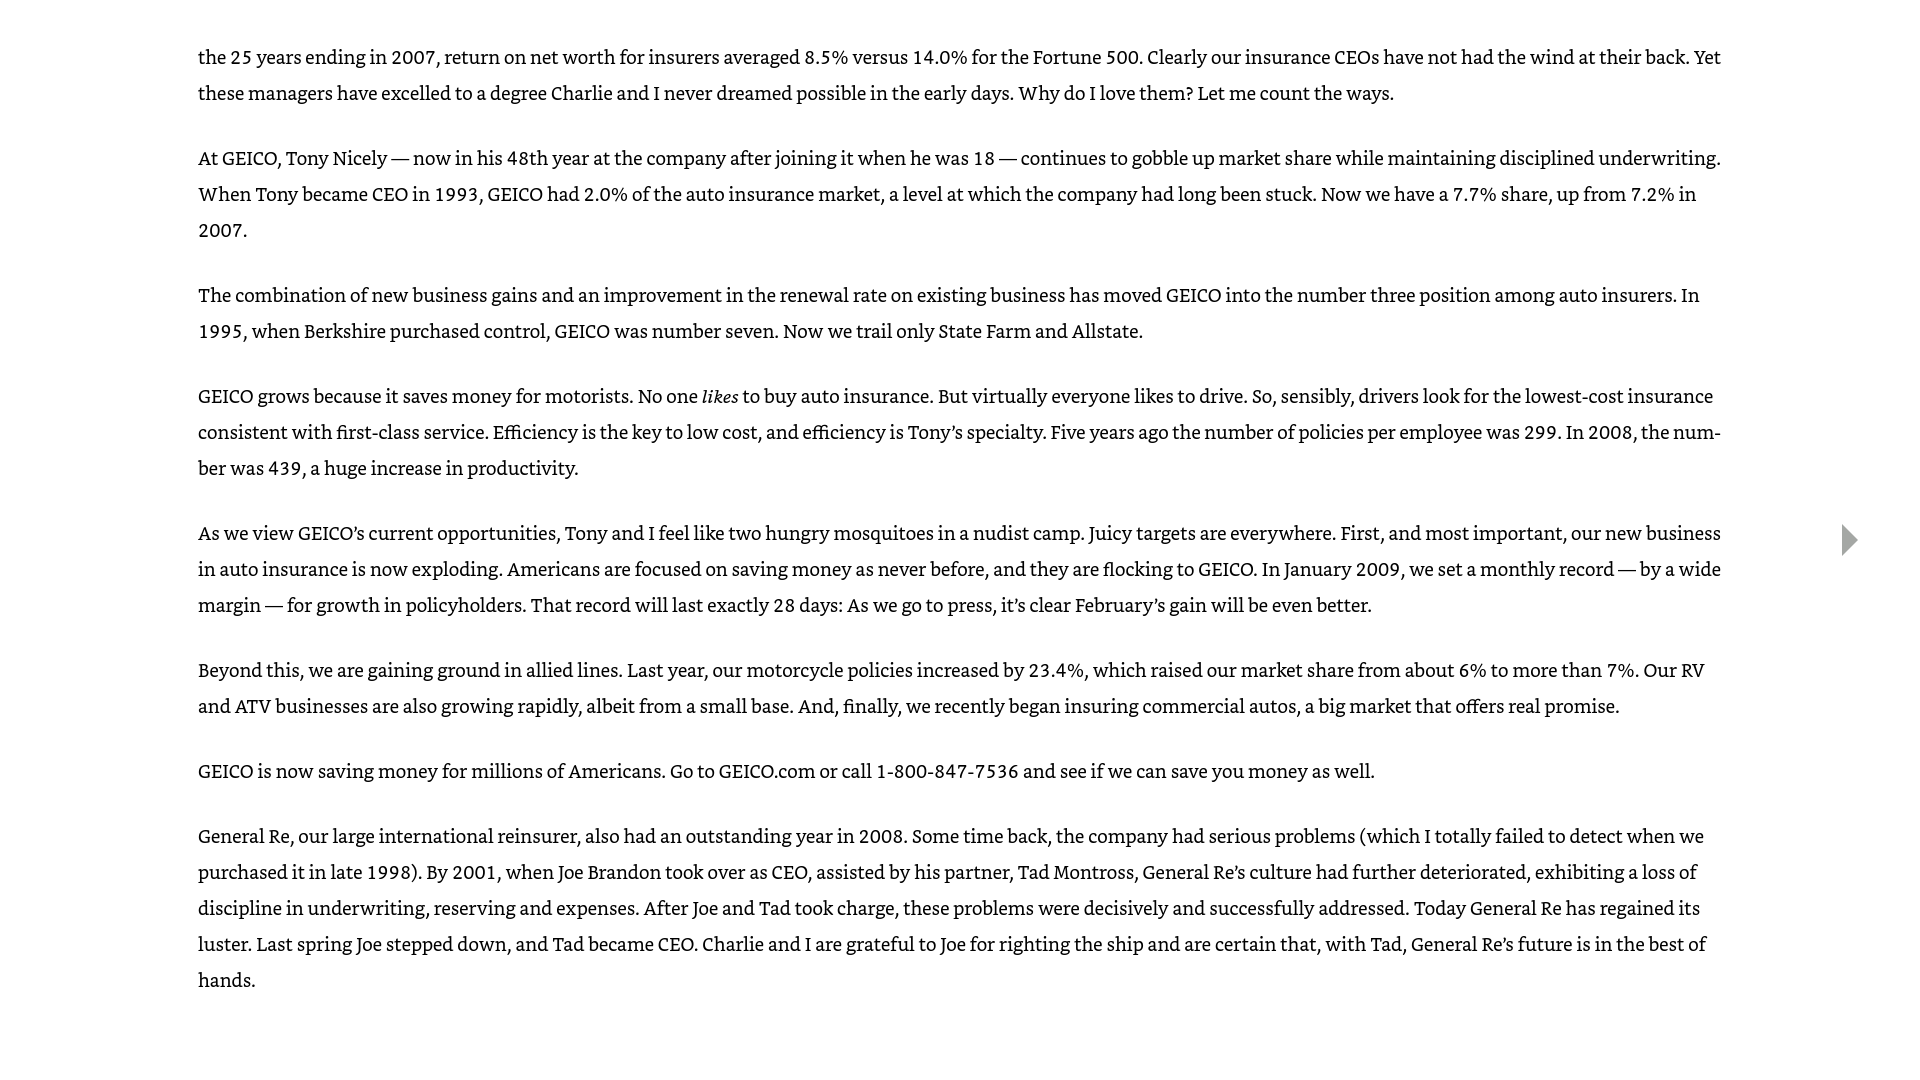 the 25 years ending in 2007, return on net worth for insurers averaged 8.5% versus 14.0% for the Fortune 500. Clearly our insurance CEOs have not had the wind at their back. Yet
these managers have excelled to a degree Charlie and I never dreamed possible in the early days. Why do I love them? Let me count the ways.
At GEICO, Tony Nicely — now in his 48th year at the company after joining it when he was 18 — continues to gobble up market share while maintaining disciplined underwriting.
When Tony became CEO in 1993, GEICO had 2.0% of the auto insurance market, a level at which the company had long been stuck. Now we have a 7.7% share, up from 7.2% in
2007.
The combination of new business gains and an improvement in the renewal rate on existing business has moved GEICO into the number three position among auto insurers. In
1995, when Berkshire purchased control, GEICO was number seven. Now we trail only State Farm and Allstate.
GEICO grows because it saves money for motorists. No one likes to buy auto insurance. But virtually everyone likes to drive. So, sensibly, drivers look for the lowest-cost insurance
consistent with first-class service. Efficiency is the key to low cost, and efficiency is Tony’s specialty. Five years ago the number of policies per employee was 299. In 2008, the num-
ber was 439, a huge increase in productivity.
As we view GEICO’s current opportunities, Tony and I feel like two hungry mosquitoes in a nudist camp. Juicy targets are everywhere. First, and most important, our new business
in auto insurance is now exploding. Americans are focused on saving money as never before, and they are flocking to GEICO. In January 2009, we set a monthly record — by a wide
margin — for growth in policyholders. That record will last exactly 28 days: As we go to press, it’s clear February’s gain will be even better.
Beyond this, we are gaining ground in allied lines. Last year, our motorcycle policies increased by 23.4%, which raised our market share from about 6% to more than 7%. Our RV
and ATV businesses are also growing rapidly, albeit from a small base. And, finally, we recently began insuring commercial autos, a big market that offers real promise.
GEICO is now saving money for millions of Americans. Go to GEICO.com or call 1-800-847-7536 and see if we can save you money as well.
General Re, our large international reinsurer, also had an outstanding year in 2008. Some time back, the company had serious problems (which I totally failed to detect when we
purchased it in late 1998). By 2001, when Joe Brandon took over as CEO, assisted by his partner, Tad Montross, General Re’s culture had further deteriorated, exhibiting a loss of
discipline in underwriting, reserving and expenses. After Joe and Tad took charge, these problems were decisively and successfully addressed. Today General Re has regained its
luster. Last spring Joe stepped down, and Tad became CEO. Charlie and I are grateful to Joe for righting the ship and are certain that, with Tad, General Re’s future is in the best of
hands.